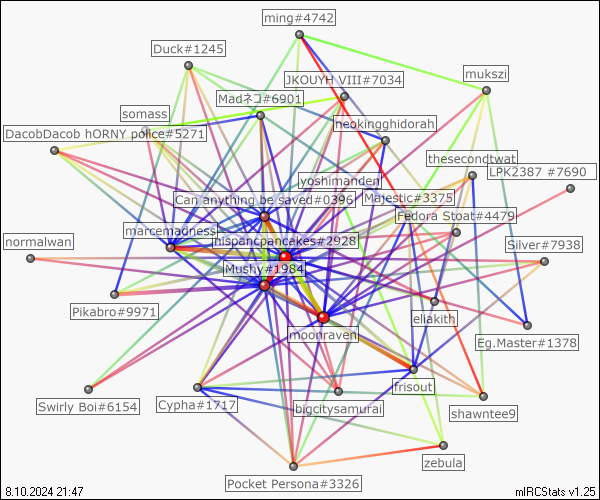 ming#4742
Duck#1245
JKOUYH VIII#7034
mukszi
Madネコ#6901
somass
neokingghidorah
DacobDacob hORNY police#5271
thesecondtwat
LPK2387 #7690
yoshimanden
Can anything be saved#0396
Majestic#3375
Fedora Stoat#4479
marcemadness
hispancpancakes#2928
normalwan
Silver#7938
Mushy#1984
Pikabro#9971
eliakith
moonraven
Eg.Master#1378
frisout
Swirly Boi#6154
Cypha#1717
bigcitysamurai
shawntee9
zebula
Pocket Persona#3326
8.10.2024 21:47
mIRCStats v1.25